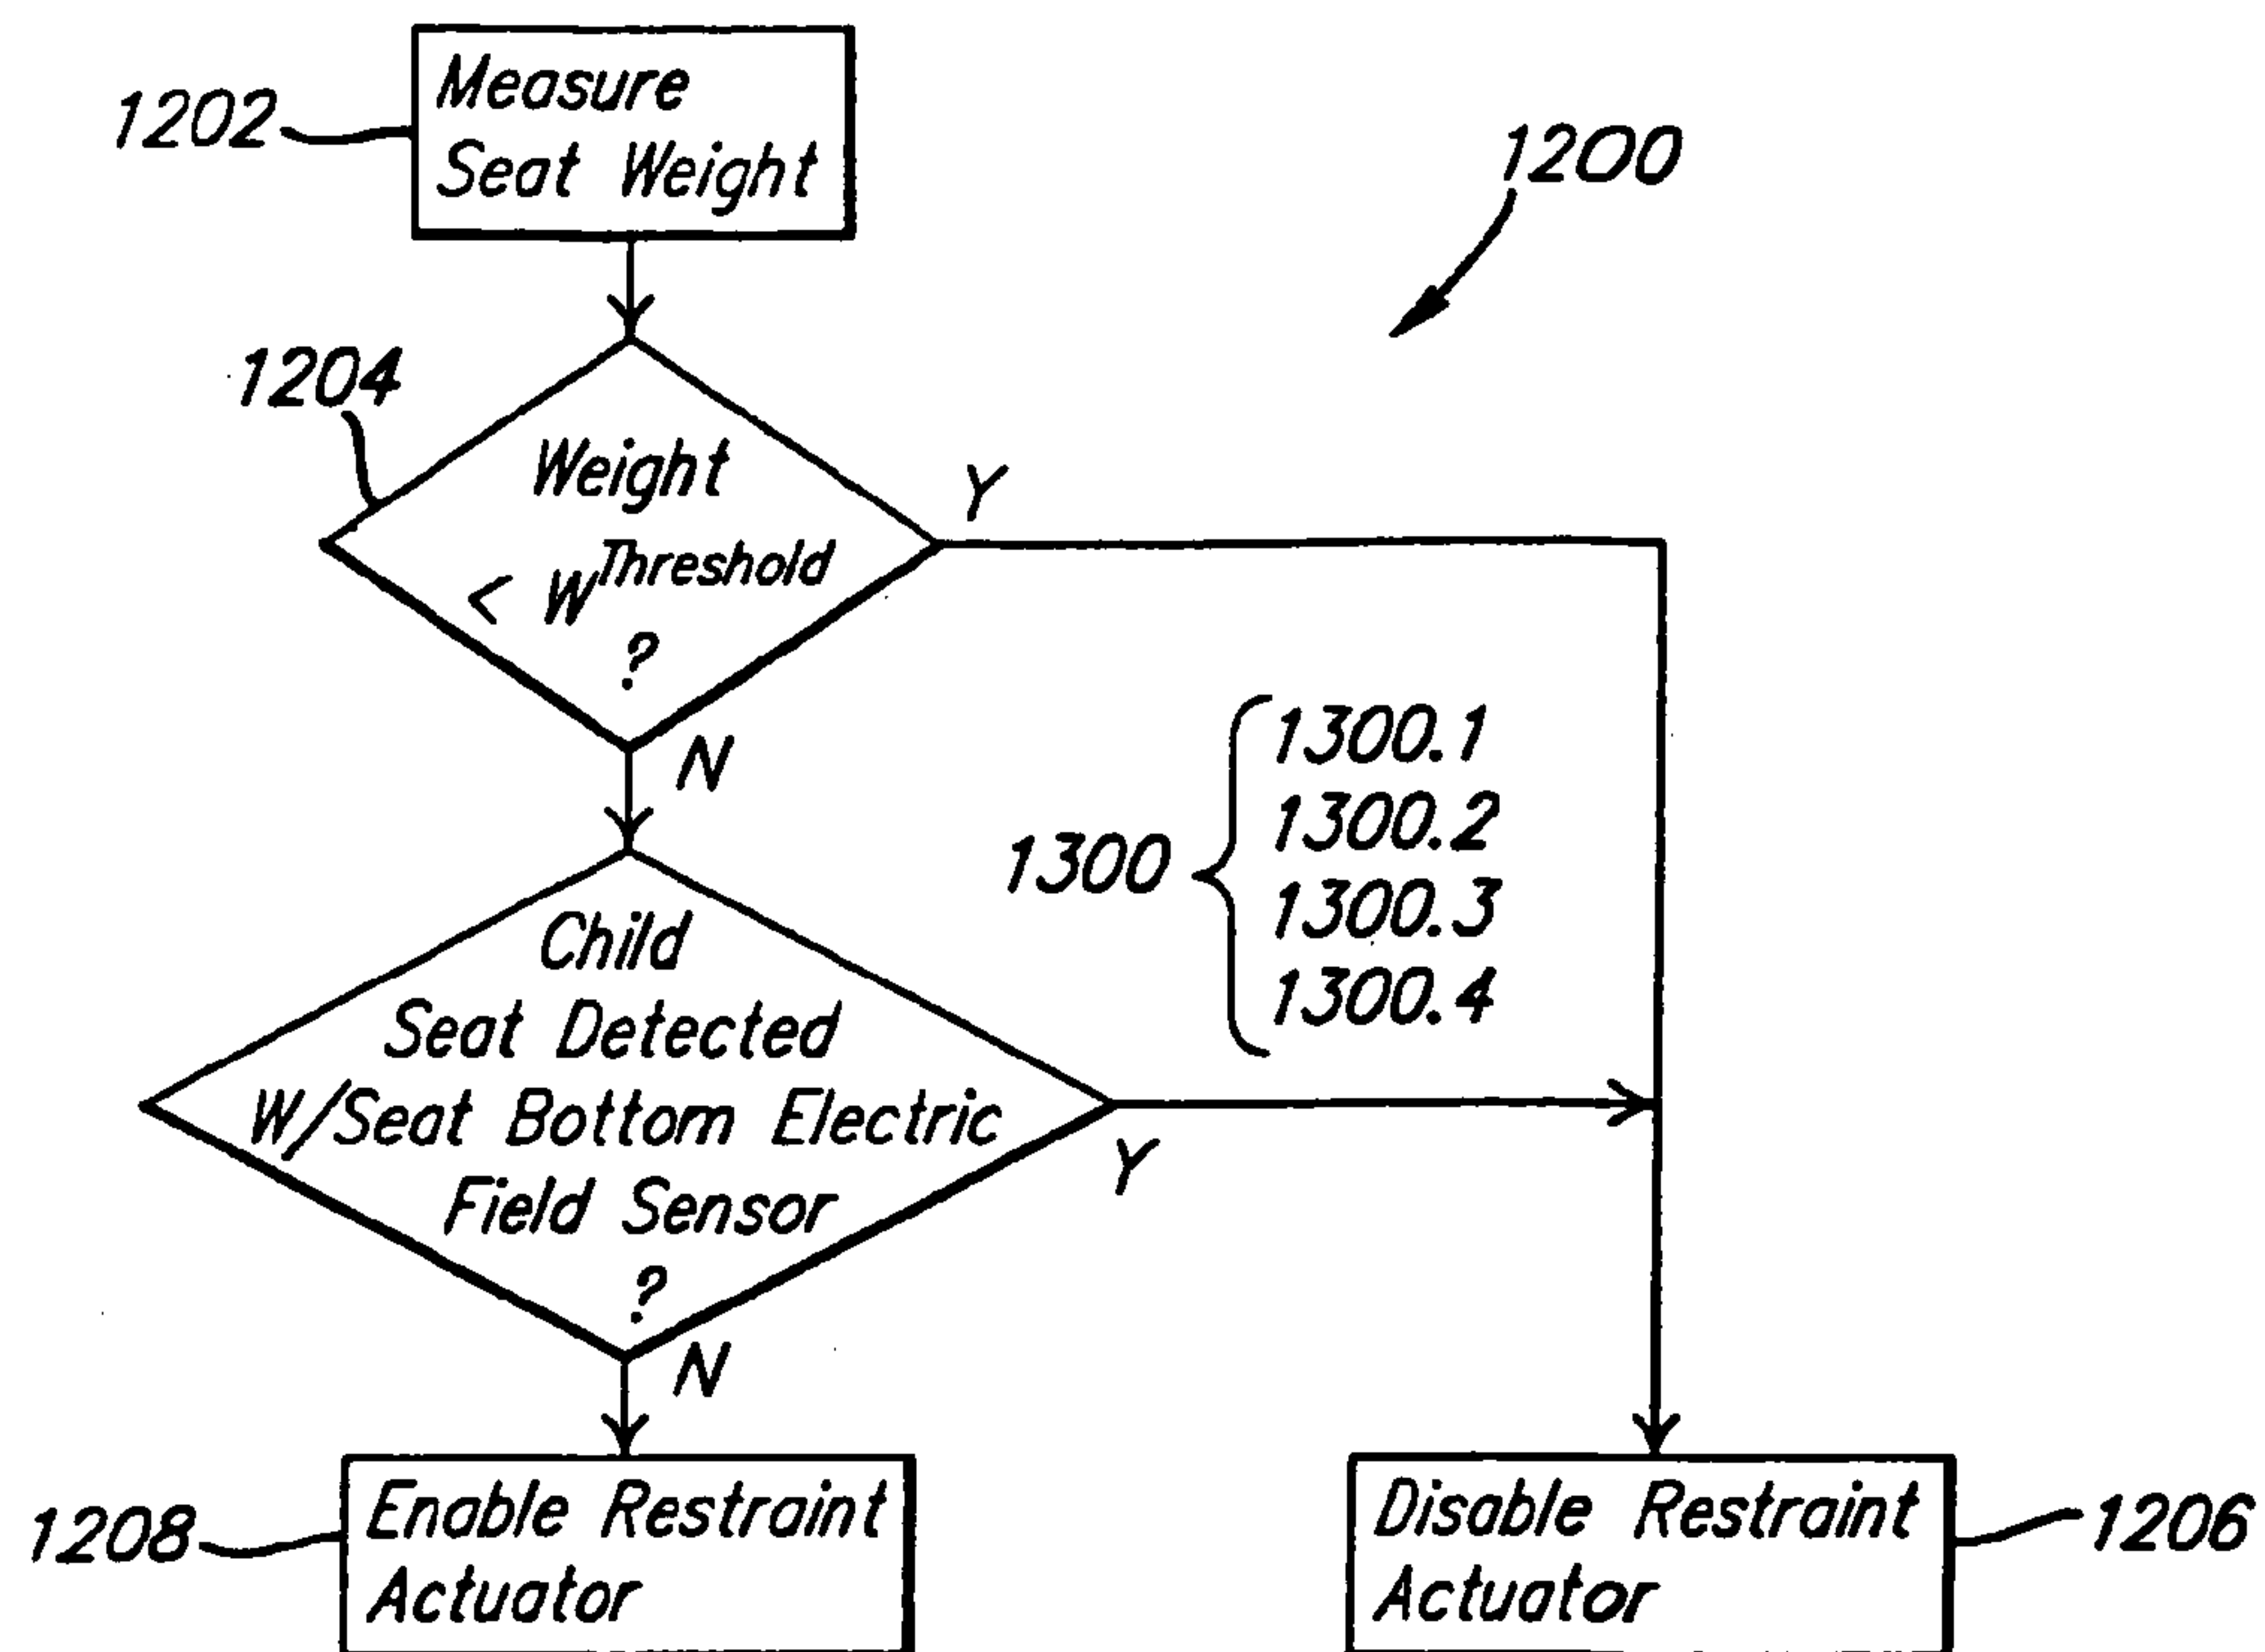 1202
Measure
Seat Weight
1200
1204
Weight
< W Threshold
?
Y
N
1300
1300.1
1300.2
1300.3
1300.4
Child
Seat Detected
W/Seat Bottom Electric
Field Sensor
?
Y
N
1208
Enable Restraint
Actuator
Disable Restraint
Actuator
1206